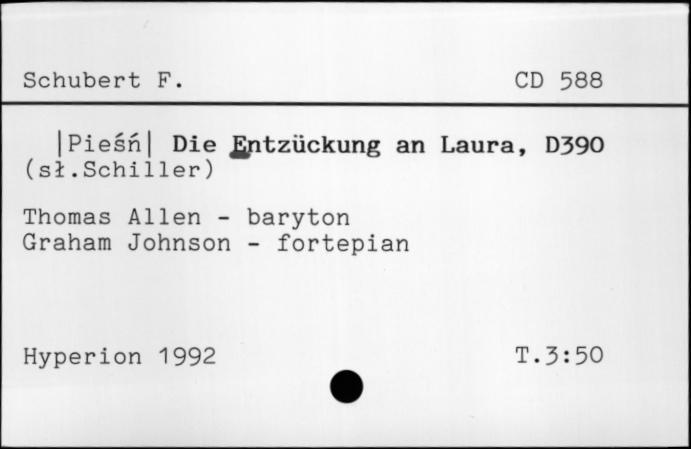 Schubert F. CD 588
|Pieśń| Die Entzückung an Laura, D390
(sł.Schiller)
Thomas Allen - baryton
Graham Johnson - fortepian
Hyperion 1992 T.3:50